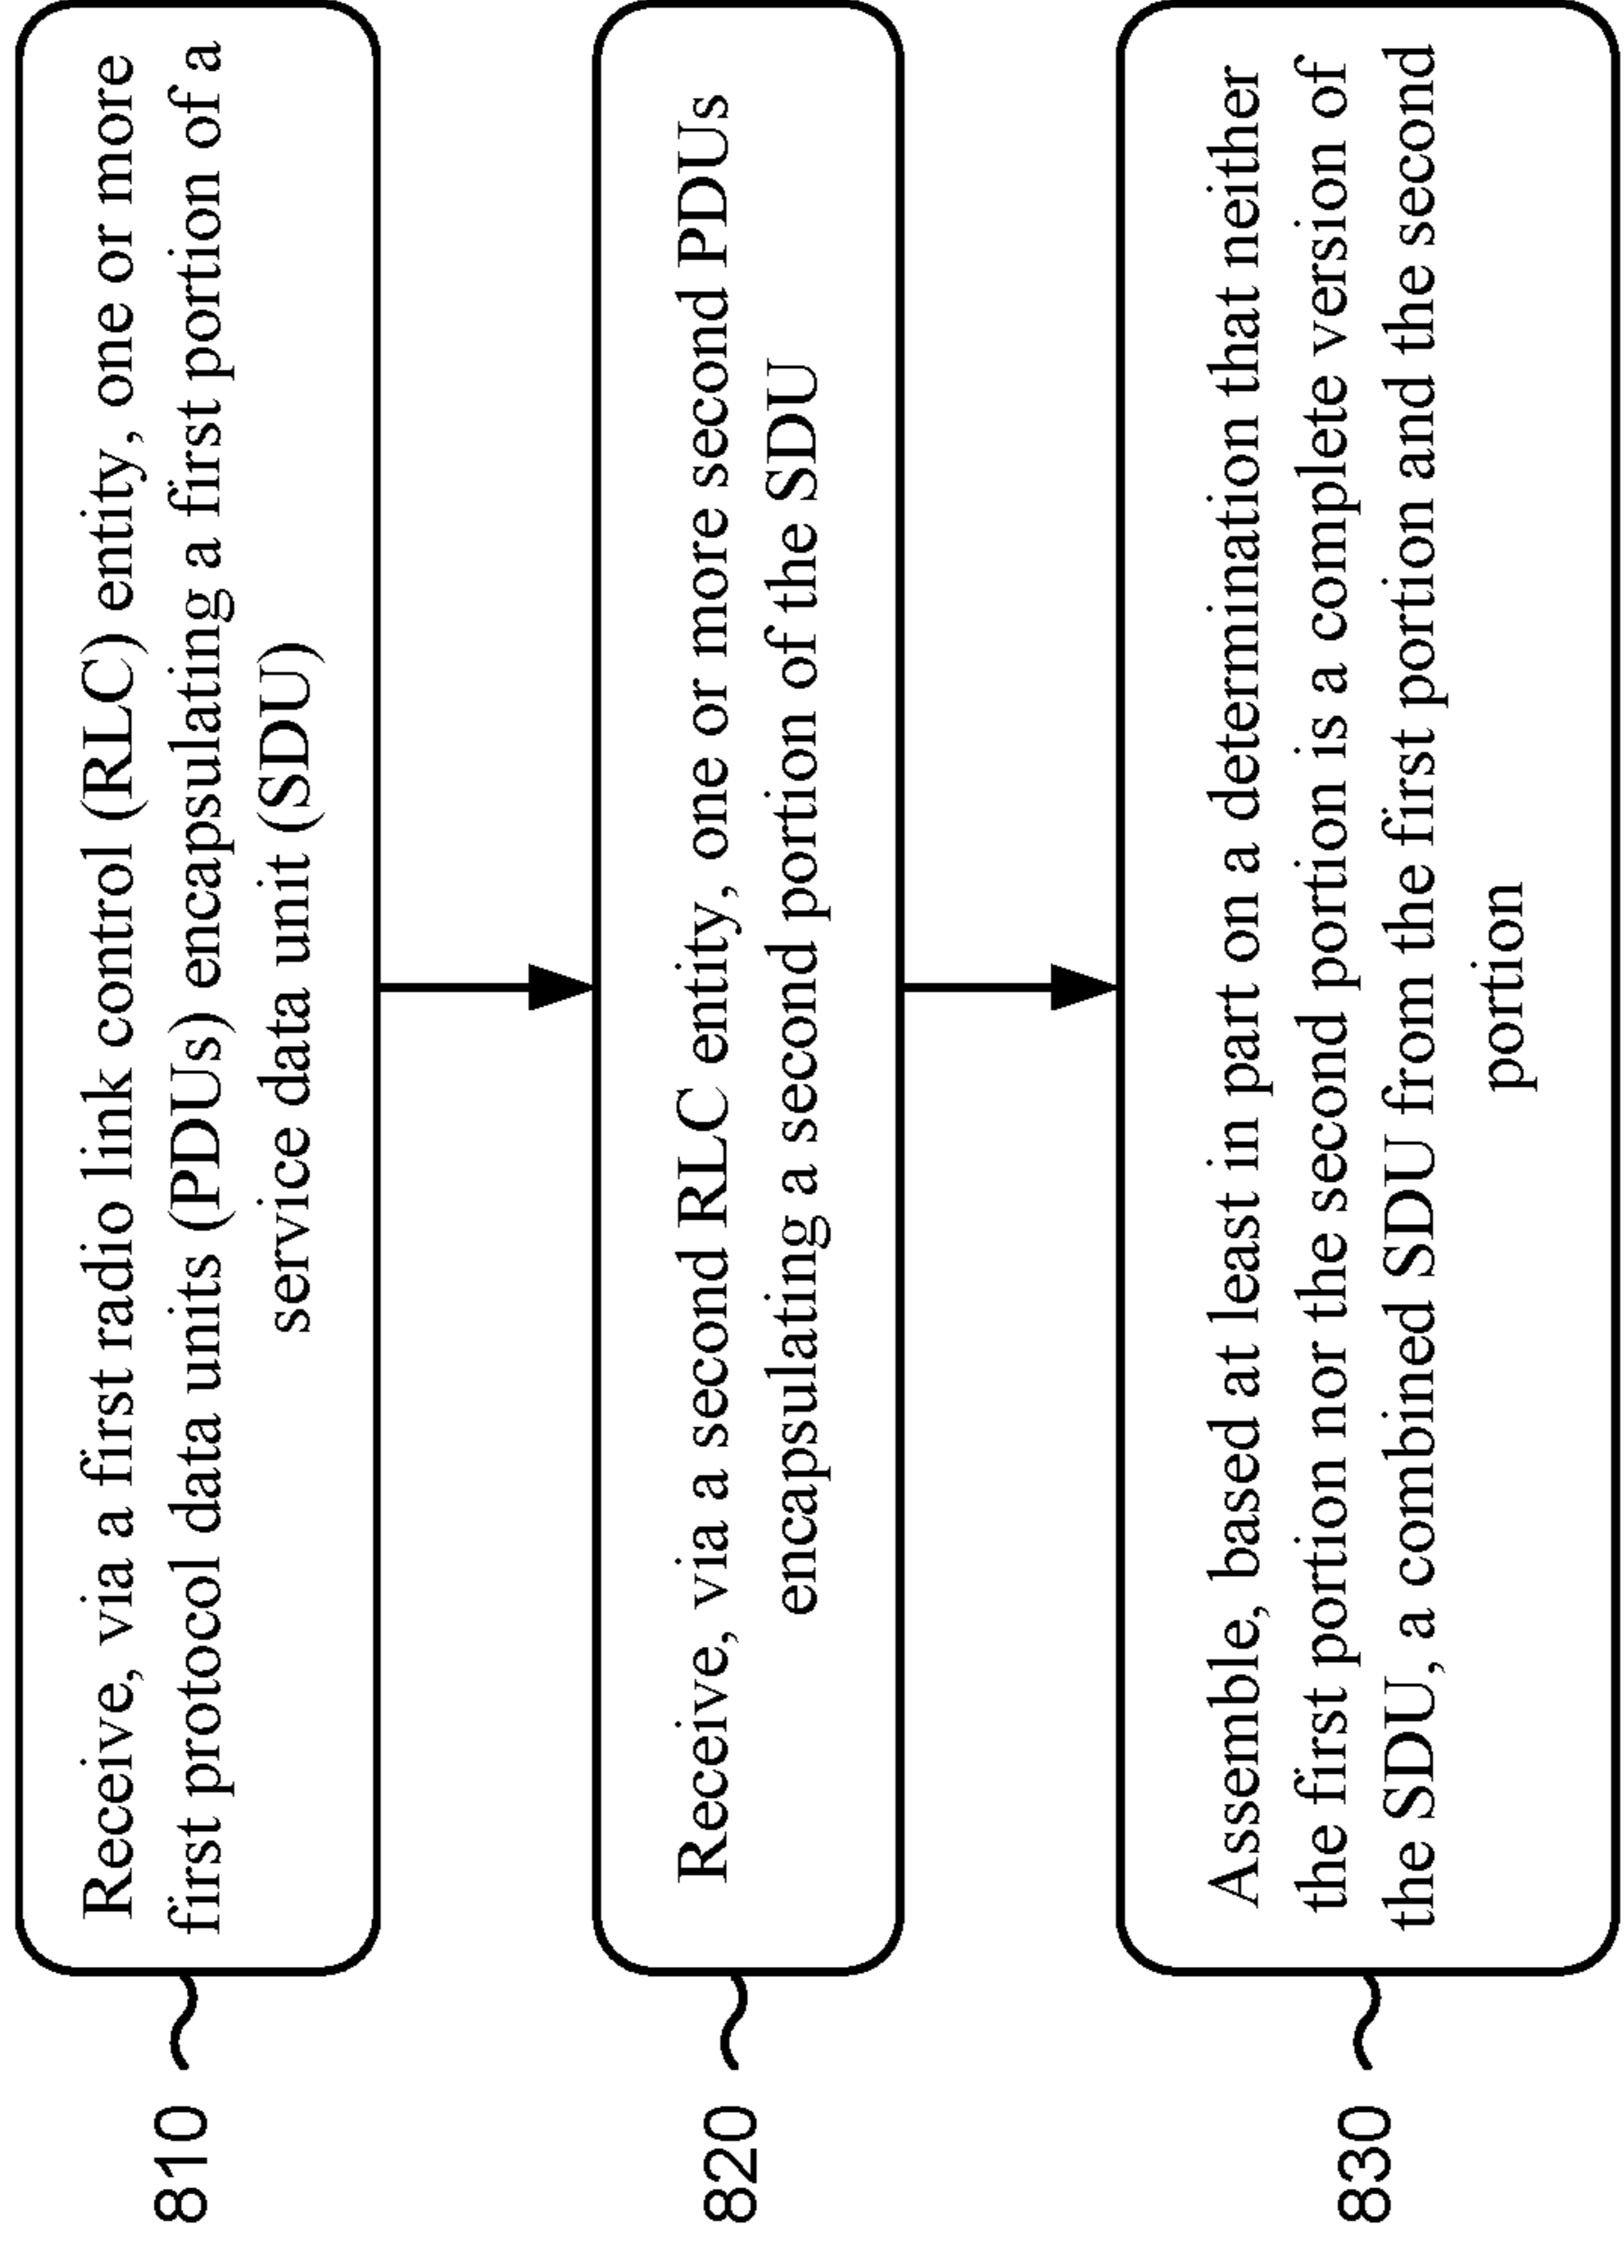 810
Receive, via a first radio link control (RLC) entity, one or more
first protocol data units (PDUs) encapsulating a first portion of a
service data unit (SDU)
820
Receive, via a second RLC entity, one or more second PDUs
encapsulating a second portion of the SDU
830
Assemble, based at least in part on a determination that neither
the first portion nor the second portion is a complete version of
the SDU, a combined SDU from the first portion and the second
portion